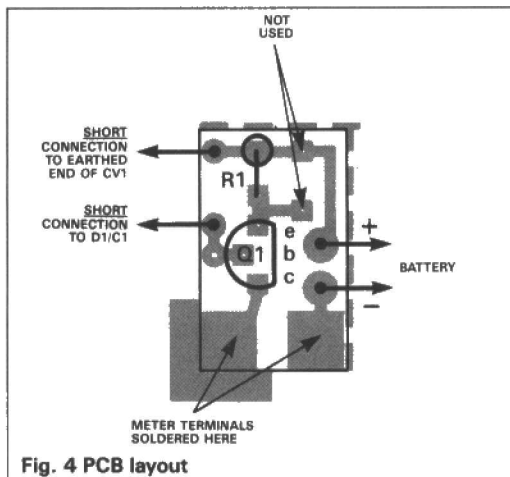 NOT
USED
SHORT
CONNECTION
TO EARTHED
END OF CV1
R1
SHORT
CONNECTION
TO D1/C1
e
Q1
b
c
+
BATTERY
−
METER TERMINALS
SOLDERED HERE
Fig. 4 PCB layout